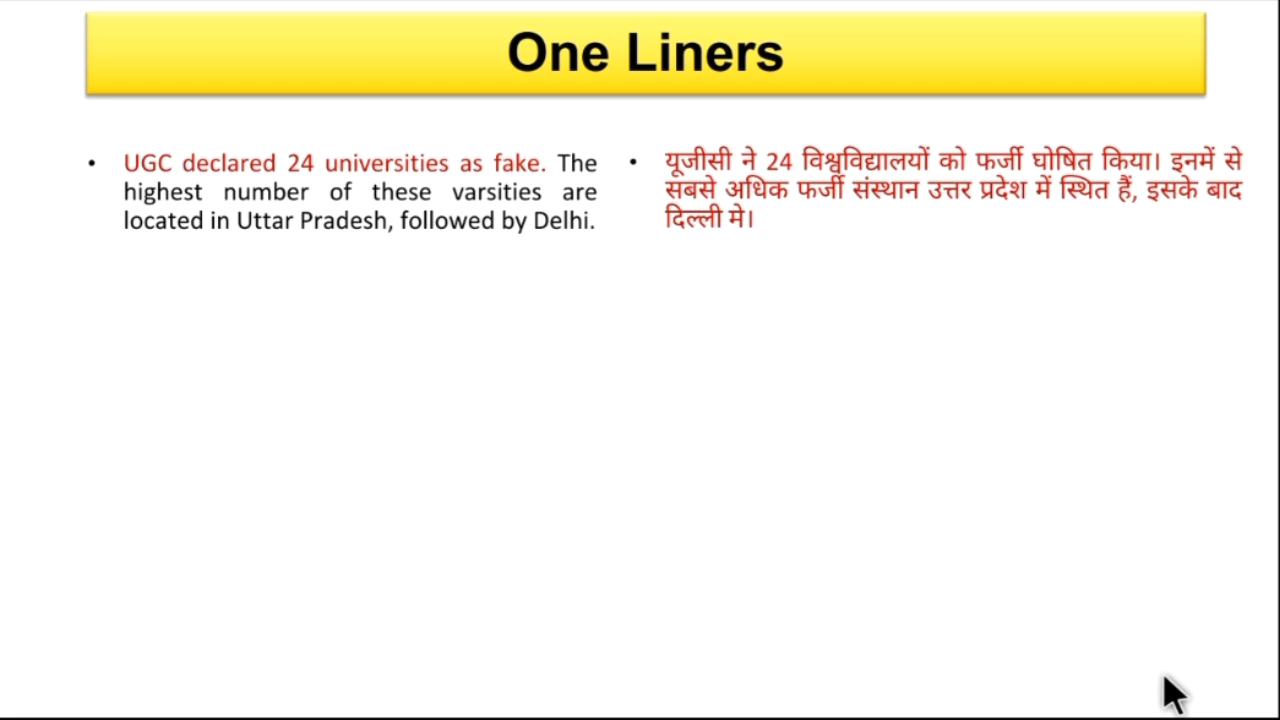 One Liners
• UGC declared 24 universities as fake. The
highest number of these varsities are
located in Uttar Pradesh, followed by Delhi.
• यूजीसी ने 24 विश्वविद्यालयों को फर्जी घोषित किया। इनमें से
सबसे अधिक फर्जी संस्थान उत्तर प्रदेश में स्थित हैं, इसके बाद
दिल्ली मे।